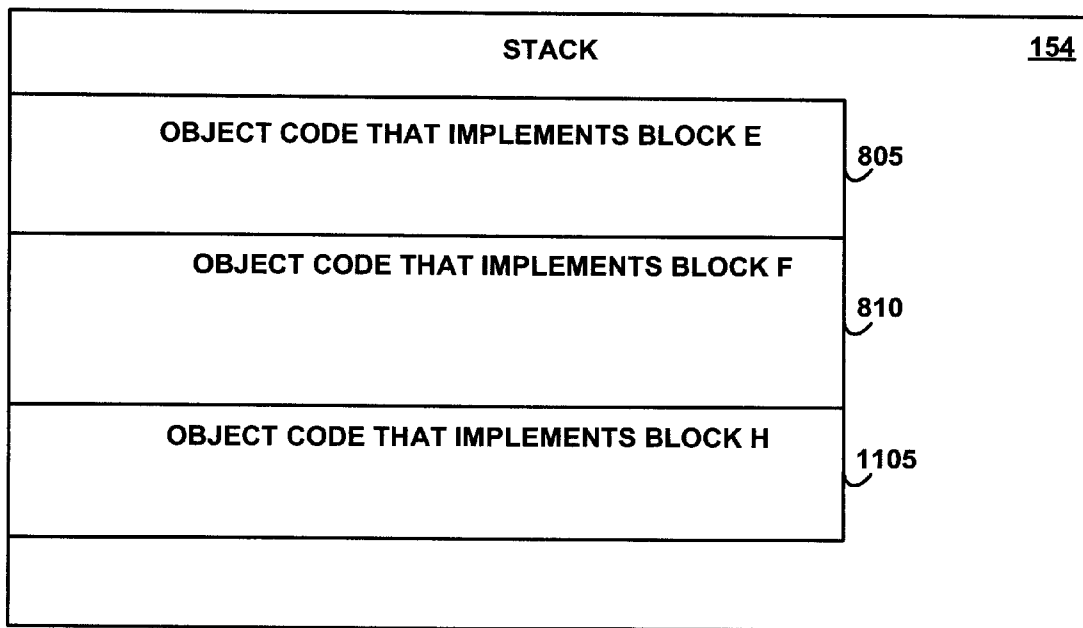 STACK
154
OBJECT CODE THAT IMPLEMENTS BLOCK E
805
OBJECT CODE THAT IMPLEMENTS BLOCK F
810
OBJECT CODE THAT IMPLEMENTS BLOCK H
1105